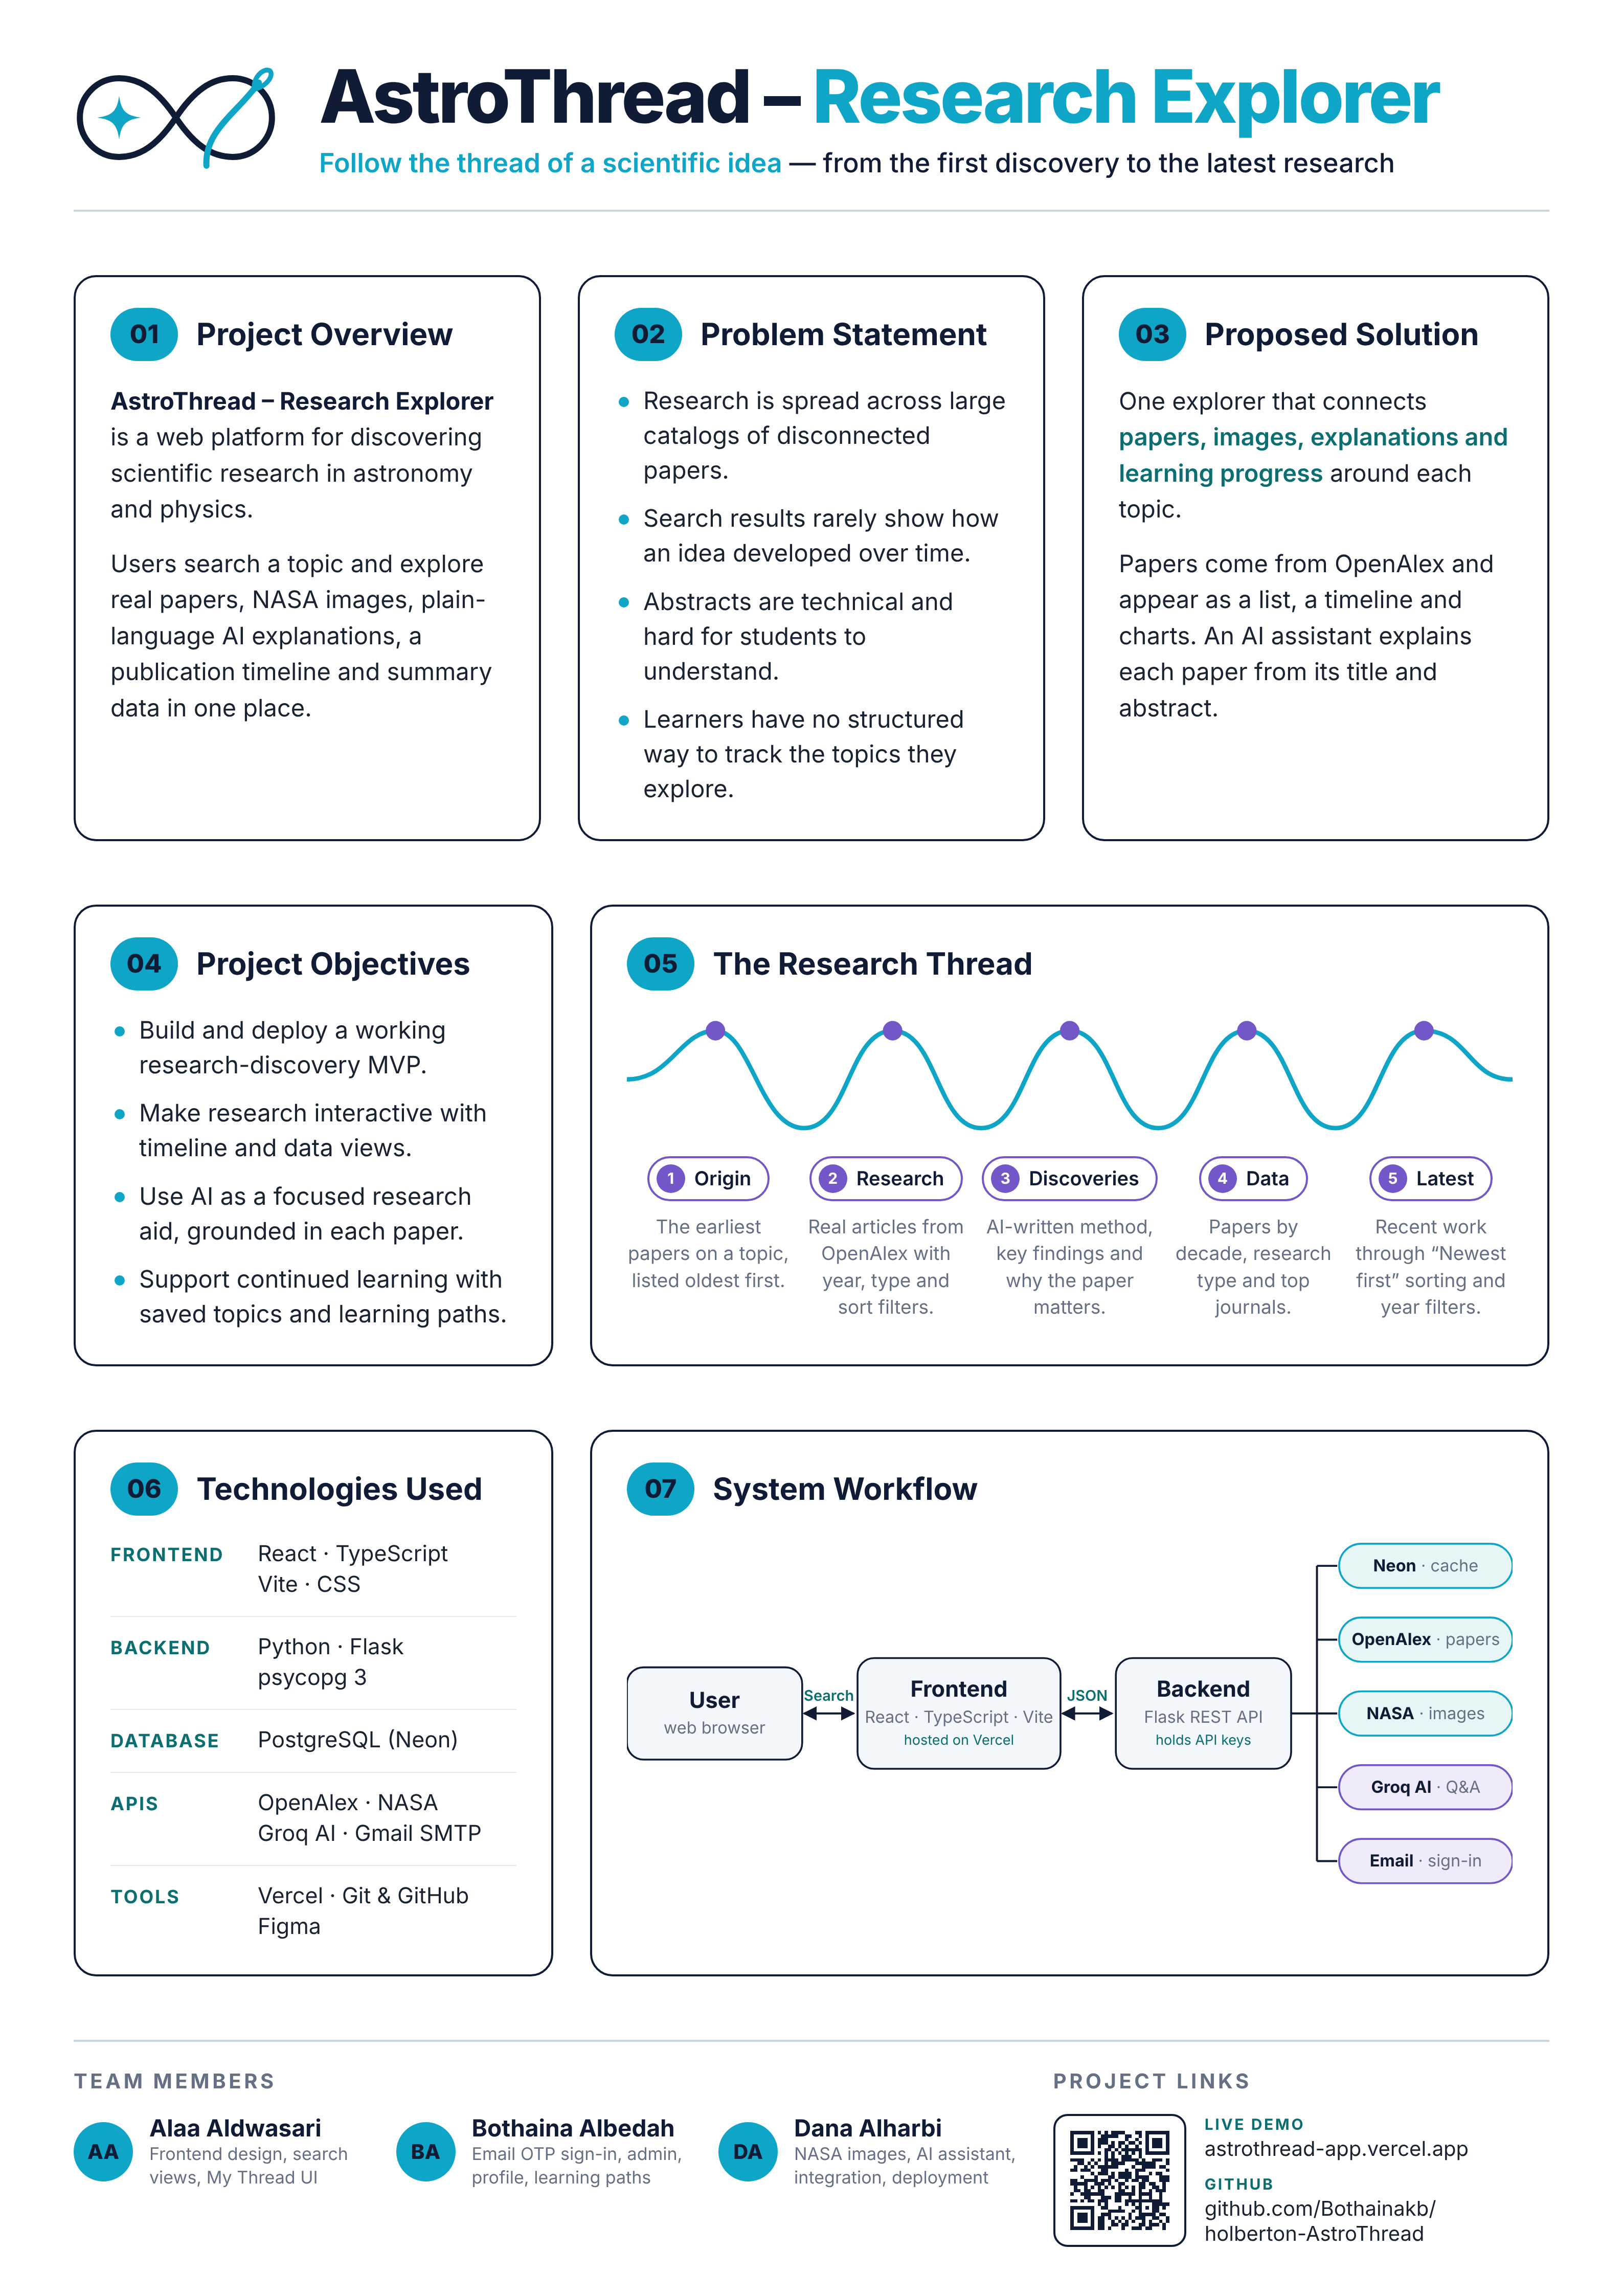 AstroThread – Research Explorer
Follow the thread of a scientific idea — from the first discovery to the latest research
01 Project Overview
AstroThread – Research Explorer
is a web platform for discovering
scientific research in astronomy
and physics.
Users search a topic and explore
real papers, NASA images, plain-
language AI explanations, a
publication timeline and summary
data in one place.
02 Problem Statement
• Research is spread across large
catalogs of disconnected
papers.
• Search results rarely show how
an idea developed over time.
• Abstracts are technical and
hard for students to
understand.
• Learners have no structured
way to track the topics they
explore.
03 Proposed Solution
One explorer that connects
papers, images, explanations and
learning progress around each
topic.
Papers come from OpenAlex and
appear as a list, a timeline and
charts. An AI assistant explains
each paper from its title and
abstract.
04 Project Objectives
• Build and deploy a working
research-discovery MVP.
• Make research interactive with
timeline and data views.
• Use AI as a focused research
aid, grounded in each paper.
• Support continued learning with
saved topics and learning paths.
05 The Research Thread
1 Origin
The earliest
papers on a topic,
listed oldest first.
2 Research
Real articles from
OpenAlex with
year, type and
sort filters.
3 Discoveries
AI-written method,
key findings and
why the paper
matters.
4 Data
Papers by
decade, research
type and top
journals.
5 Latest
Recent work
through “Newest
first” sorting and
year filters.
06 Technologies Used
FRONTEND React · TypeScript
Vite · CSS
BACKEND Python · Flask
psycopg 3
DATABASE PostgreSQL (Neon)
APIS OpenAlex · NASA
Groq AI · Gmail SMTP
TOOLS Vercel · Git & GitHub
Figma
07 System Workflow
User
web browser
Search
Frontend
React · TypeScript · Vite
hosted on Vercel
JSON
Backend
Flask REST API
holds API keys
Neon · cache
OpenAlex · papers
NASA · images
Groq AI · Q&A
Email · sign-in
TEAM MEMBERS
AA
Alaa Aldwasari
Frontend design, search
views, My Thread UI
BA
Bothaina Albedah
Email OTP sign-in, admin,
profile, learning paths
DA
Dana Alharbi
NASA images, AI assistant,
integration, deployment
PROJECT LINKS
LIVE DEMO
astrothread-app.vercel.app
GITHUB
github.com/Bothainakb/
holberton-AstroThread